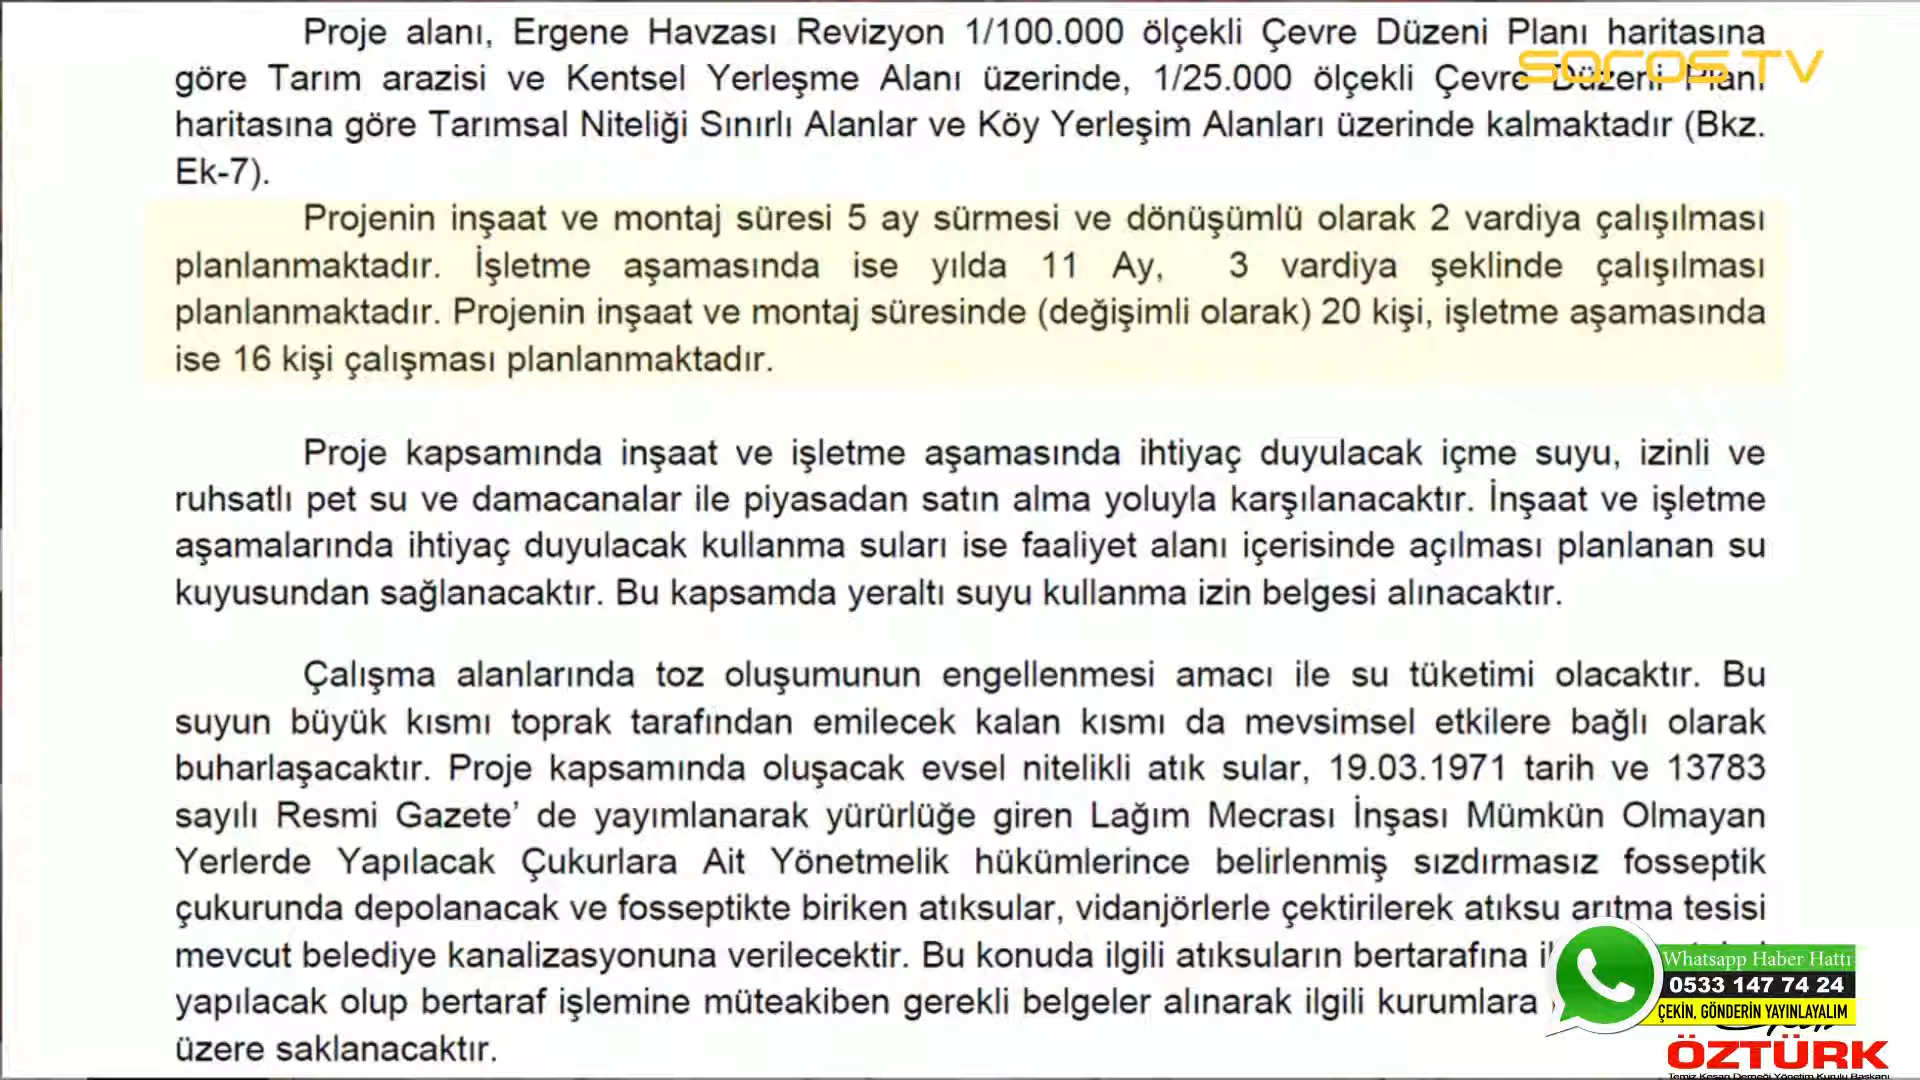 Proje alanı, Ergene Havzası Revizyon 1/100.000 ölçekli Çevre Düzeni Planı haritasına
göre Tarım arazisi ve Kentsel Yerleşme Alanı üzerinde, 1/25.000 ölçekli Çevre Düzeni Planı
saros TV
haritasına göre Tarımsal Niteliği Sınırlı Alanlar ve Köy Yerleşim Alanları üzerinde kalmaktadır (Bkz.
Ek-7).
Projenin inşaat ve montaj süresi 5 ay sürmesi ve dönüşümlü olarak 2 vardiya çalışılması
planlanmaktadır. İşletme aşamasında ise yılda 11 Ay, 3 vardiya şeklinde çalışılması
planlanmaktadır. Projenin inşaat ve montaj süresinde (değişimli olarak) 20 kişi, işletme aşamasında
ise 16 kişi çalışması planlanmaktadır.
Proje kapsamında inşaat ve işletme aşamasında ihtiyaç duyulacak içme suyu, izinli ve
ruhsatlı pet su ve damacanalar ile piyasadan satın alma yoluyla karşılanacaktır. İnşaat ve işletme
aşamalarında ihtiyaç duyulacak kullanma suları ise faaliyet alanı içerisinde açılması planlanan su
kuyusundan sağlanacaktır. Bu kapsamda yeraltı suyu kullanma izin belgesi alınacaktır.
Çalışma alanlarında toz oluşumunun engellenmesi amacı ile su tüketimi olacaktır. Bu
suyun büyük kısmı toprak tarafından emilecek kalan kısmı da mevsimsel etkilere bağlı olarak
buharlaşacaktır. Proje kapsamında oluşacak evsel nitelikli atık sular, 19.03.1971 tarih ve 13783
sayılı Resmi Gazete' de yayımlanarak yürürlüğe giren Lağım Mecrası İnşası Mümkün Olmayan
Yerlerde Yapılacak Çukurlara Ait Yönetmelik hükümlerince belirlenmiş sızdırmasız fosseptik
çukurunda depolanacak ve fosseptikte biriken atıksular, vidanjörlerle çektirilerek atıksu arıtma tesisi
mevcut belediye kanalizasyonuna verilecektir. Bu konuda ilgili atıksuların bertarafına
yapılacak olup bertaraf işlemine müteakiben gerekli belgeler alınarak ilgili kurumlara
üzere saklanacaktır.
Whatsapp Haber Hattı
0533 147 74 24
ÇEKİN, GÖNDERİN YAYINLAYALIM
ÖZTÜRK
Temiz Keşan Derneği Yönetim Kurulu Başkanı